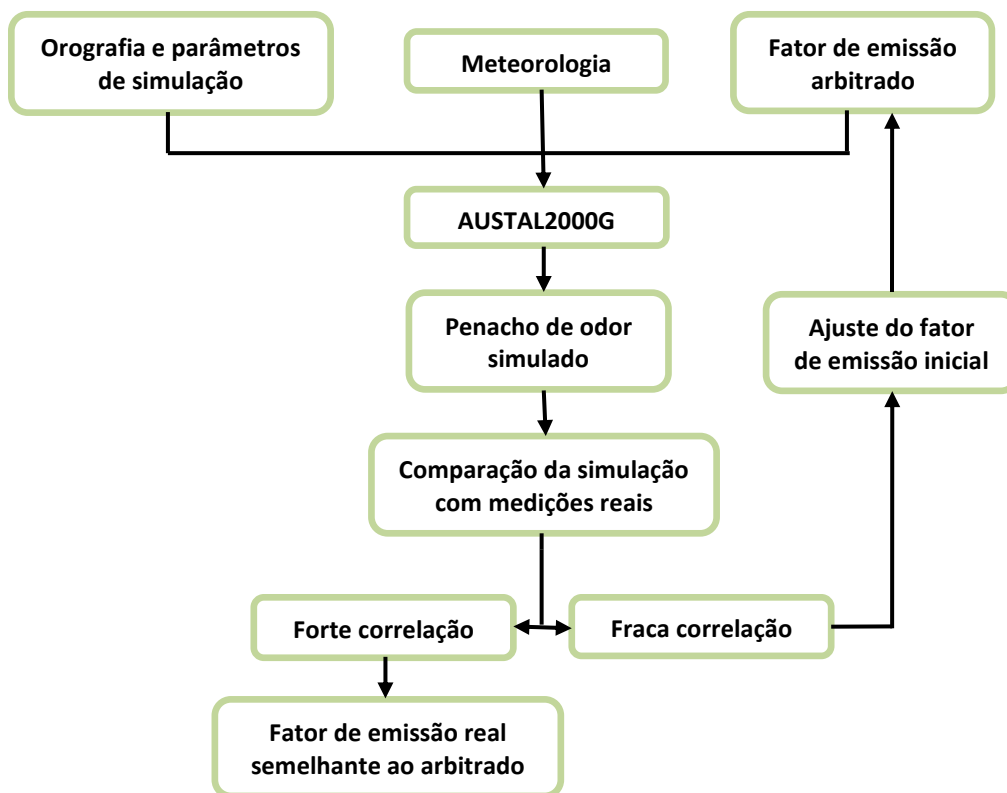 Orografia e parâmetros
de simulação
Meteorologia
Fator de emissão
arbitrado
AUSTAL2000G
Penacho de odor
simulado
Ajuste do fator
de emissão inicial
Comparação da simulação
com medições reais
Forte correlação
Fraca correlação
Fator de emissão real
semelhante ao arbitrado